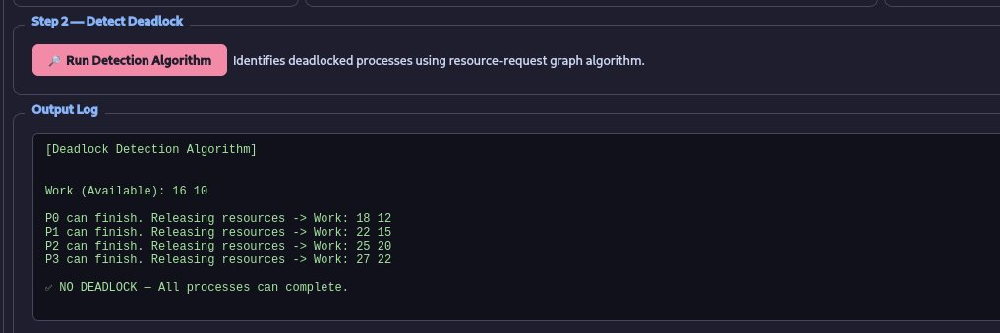 Step 2 — Detect Deadlock
🔎 Run Detection Algorithm Identifies deadlocked processes using resource-request graph algorithm.
Output Log
[Deadlock Detection Algorithm]
Work (Available): 16 10
P0 can finish. Releasing resources -> Work: 18 12
P1 can finish. Releasing resources -> Work: 22 15
P2 can finish. Releasing resources -> Work: 25 20
P3 can finish. Releasing resources -> Work: 27 22
✅ NO DEADLOCK — All processes can complete.